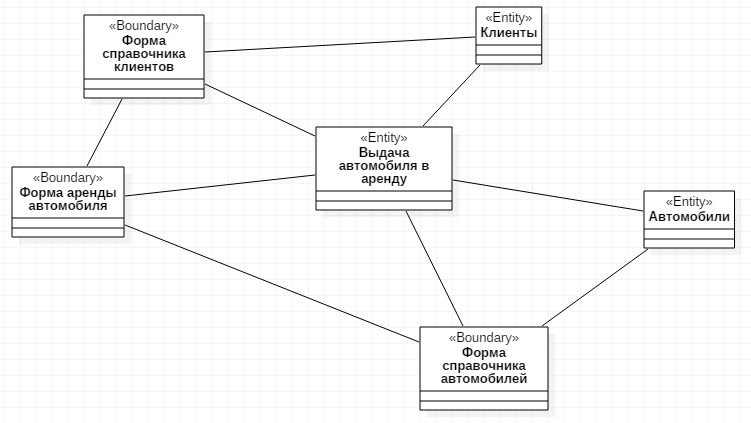 «Boundary»
Форма
справочника
клиентов
«Entity»
Клиенты
«Entity»
Выдача
автомобиля в
аренду
«Boundary»
Форма аренды
автомобиля
«Entity»
Автомобили
«Boundary»
Форма
справочника
автомобилей